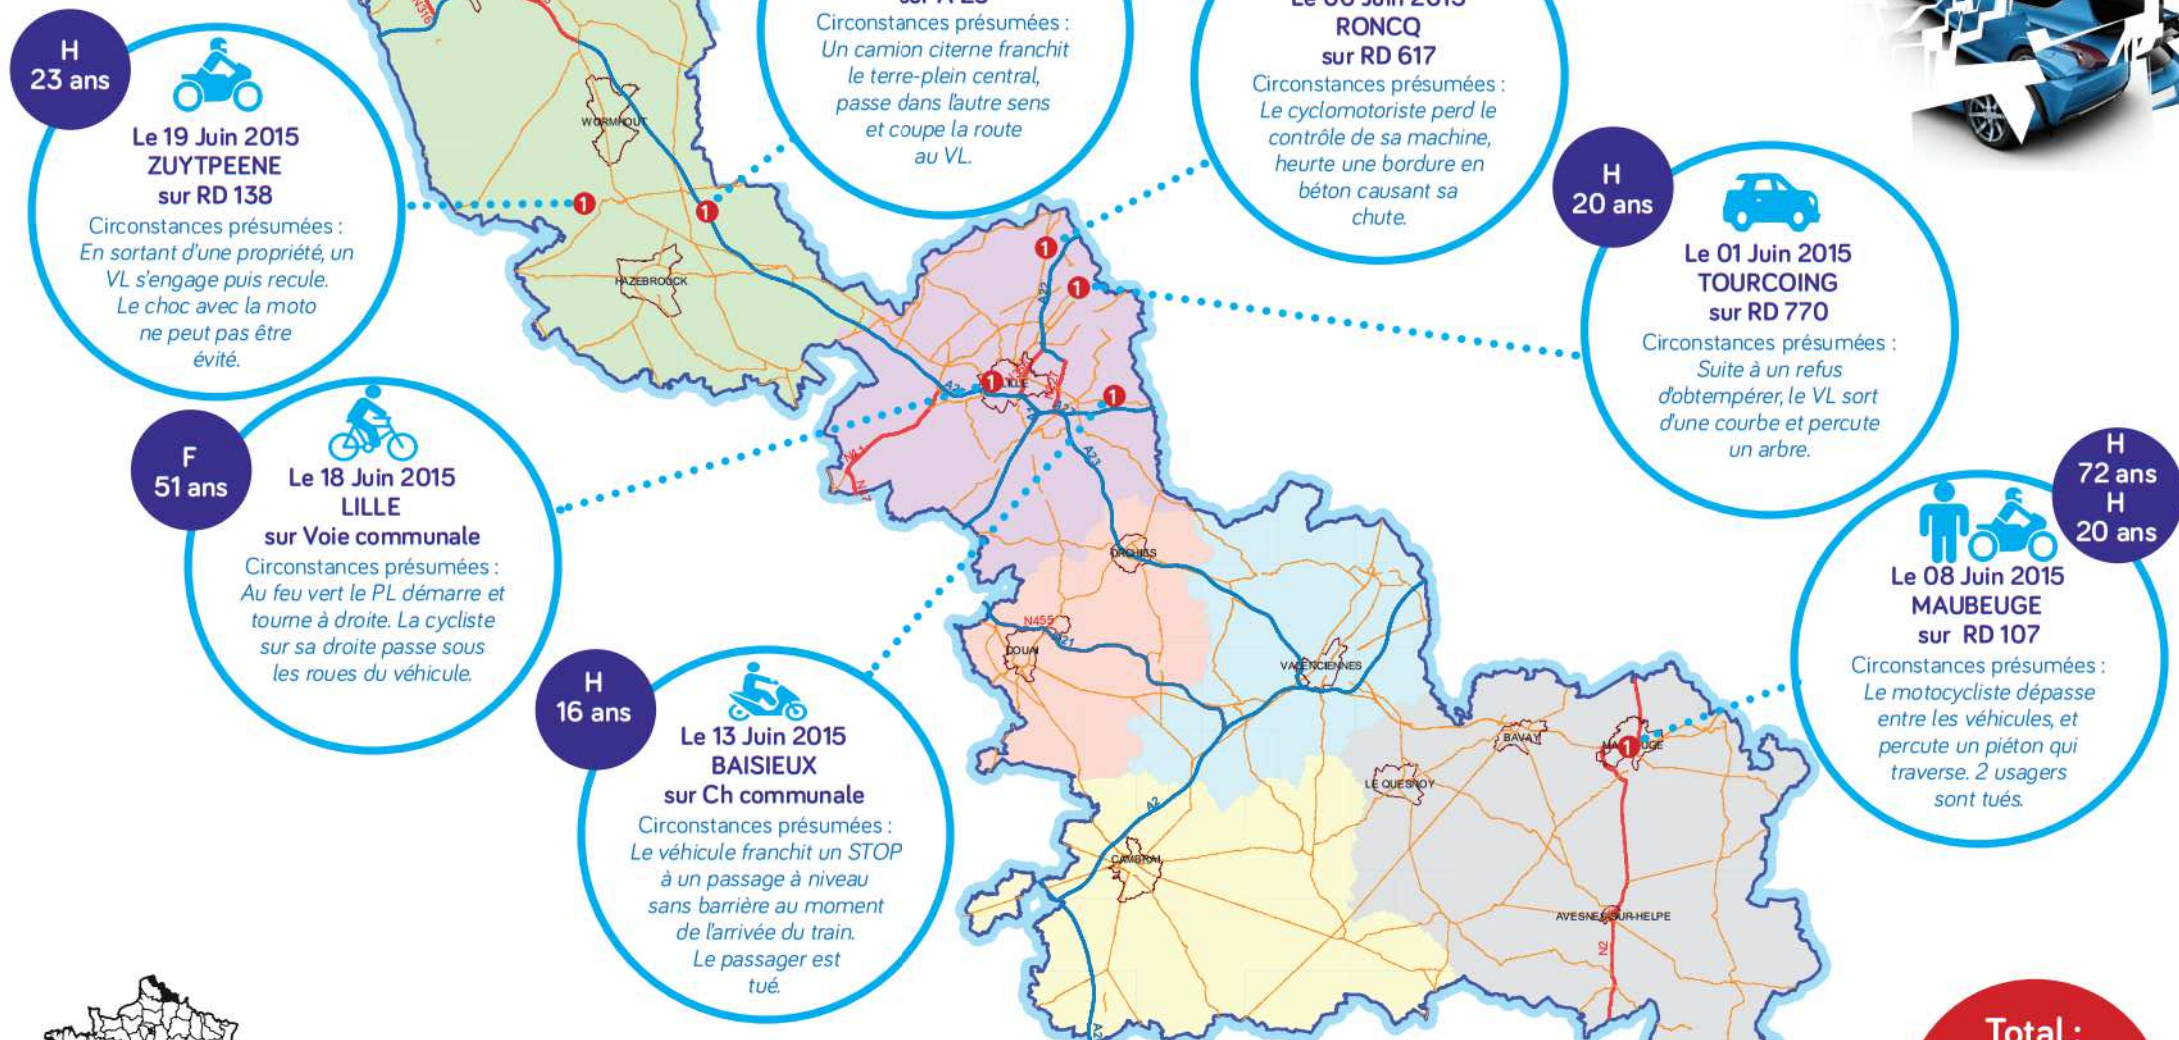 H
23 ans
Le 19 Juin 2015
ZUYTPEENE
sur RD 138
Circonstances présumées :
En sortant d'une propriété, un
VL s'engage puis recule.
Le choc avec la moto
ne peut pas être
évité.
Circonstances présumées :
Un camion citerne franchit
le terre-plein central,
passe dans l'autre sens
et coupe la route
au VL.
RONCQ
sur RD 617
Circonstances présumées :
Le cyclomotoriste perd le
contrôle de sa machine,
heurte une bordure en
béton causant sa
chute.
H
20 ans
Le 01 Juin 2015
TOURCOING
sur RD 770
Circonstances présumées :
Suite à un refus
d'obtempérer, le VL sort
d'une courbe et percute
un arbre.
F
51 ans
Le 18 Juin 2015
LILLE
sur Voie communale
Circonstances présumées :
Au feu vert le PL démarre et
tourne à droite. La cycliste
sur sa droite passe sous
les roues du véhicule.
H
72 ans
H
20 ans
Le 08 Juin 2015
MAUBEUGE
sur RD 107
Circonstances présumées :
Le motocycliste dépasse
entre les véhicules, et
percute un piéton qui
traverse. 2 usagers
sont tués.
H
16 ans
Le 13 Juin 2015
BAISIEUX
sur Ch communale
Circonstances présumées :
Le véhicule franchit un STOP
à un passage à niveau
sans barrière au moment
de l'arrivée du train.
Le passager est
tué.
N316
WORMHOUT
1
1
HAZEBROUCK
1
A22
1
1
LILLE
1
A23
ORCHIES
N455
DOUAI
VALENCIENNES
BAVAY
1
LE QUESNOY
A2
CAMBRAI
AVESNES-SUR-HELPE
N2
Total :